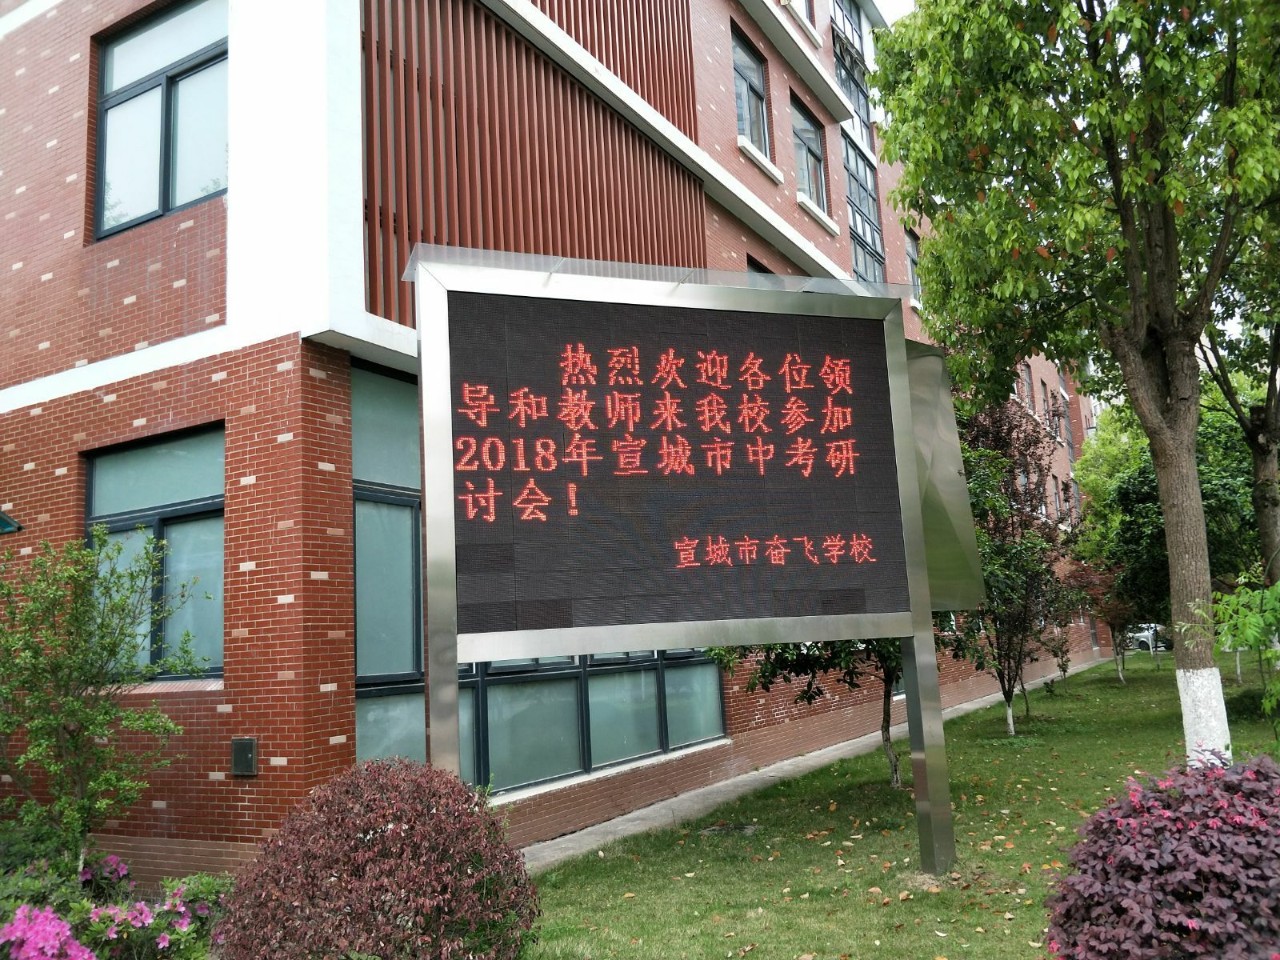 热烈欢迎各位领
导和教师来我校参加
2018年宣城市中考研
讨会！
宣城市奋飞学校